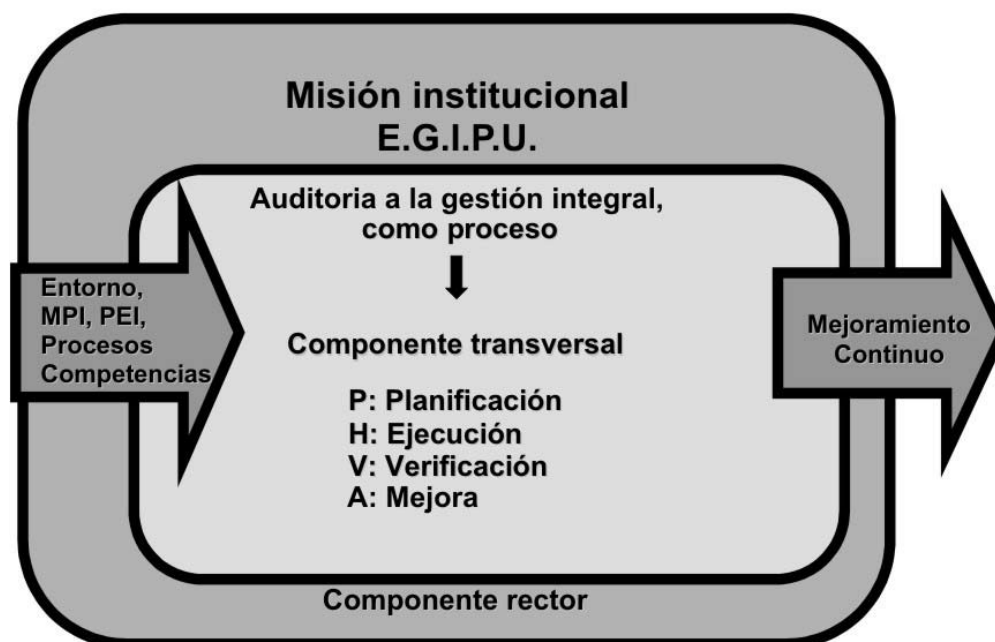 Misión institucional
E.G.I.P.U.
Auditoria a la gestión integral,
como proceso
Entorno,
MPI, PEI,
Procesos
Competencias
Componente transversal
P: Planificación
H: Ejecución
V: Verificación
A: Mejora
Mejoramiento
Continuo
Componente rector